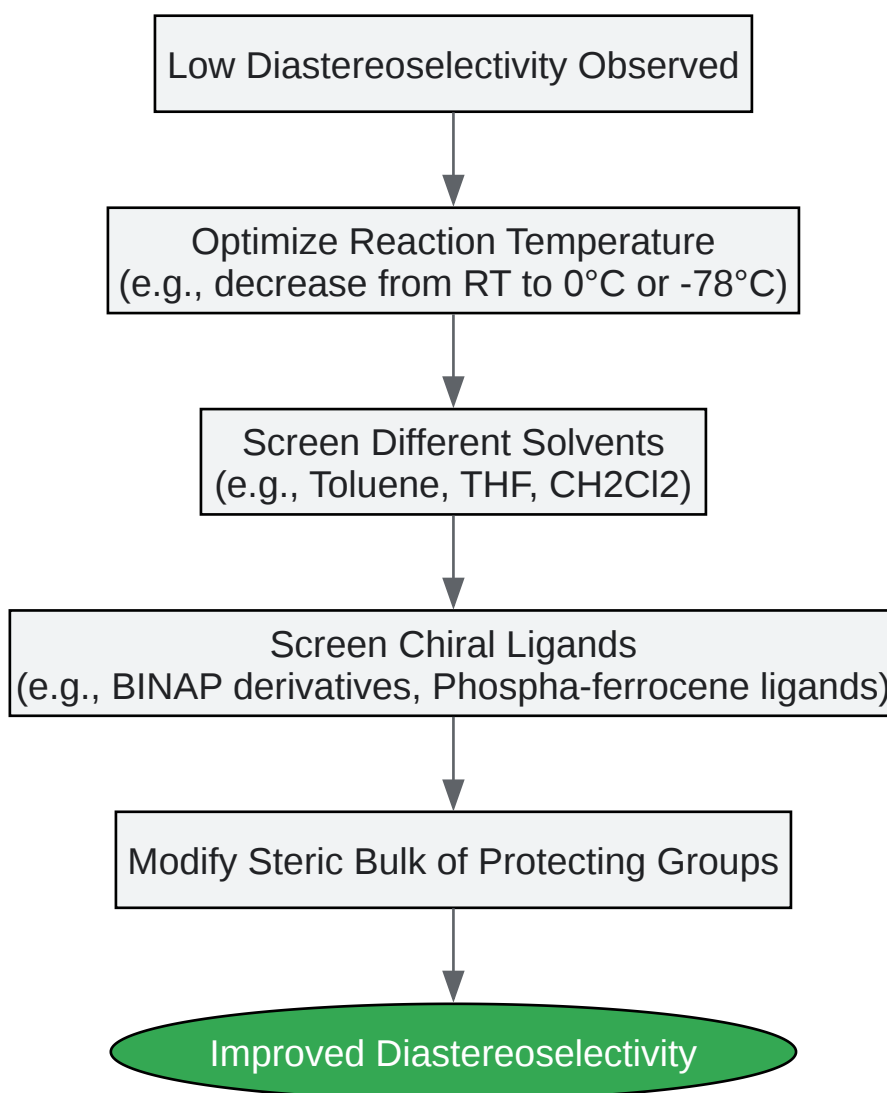 Low Diastereoselectivity Observed
Optimize Reaction Temperature
(e.g., decrease from RT to 0°C or -78°C)
Screen Different Solvents
(e.g., Toluene, THF, CH2Cl2)
Screen Chiral Ligands
(e.g., BINAP derivatives, Phospha-ferrocene ligands)
Modify Steric Bulk of Protecting Groups
Improved Diastereoselectivity